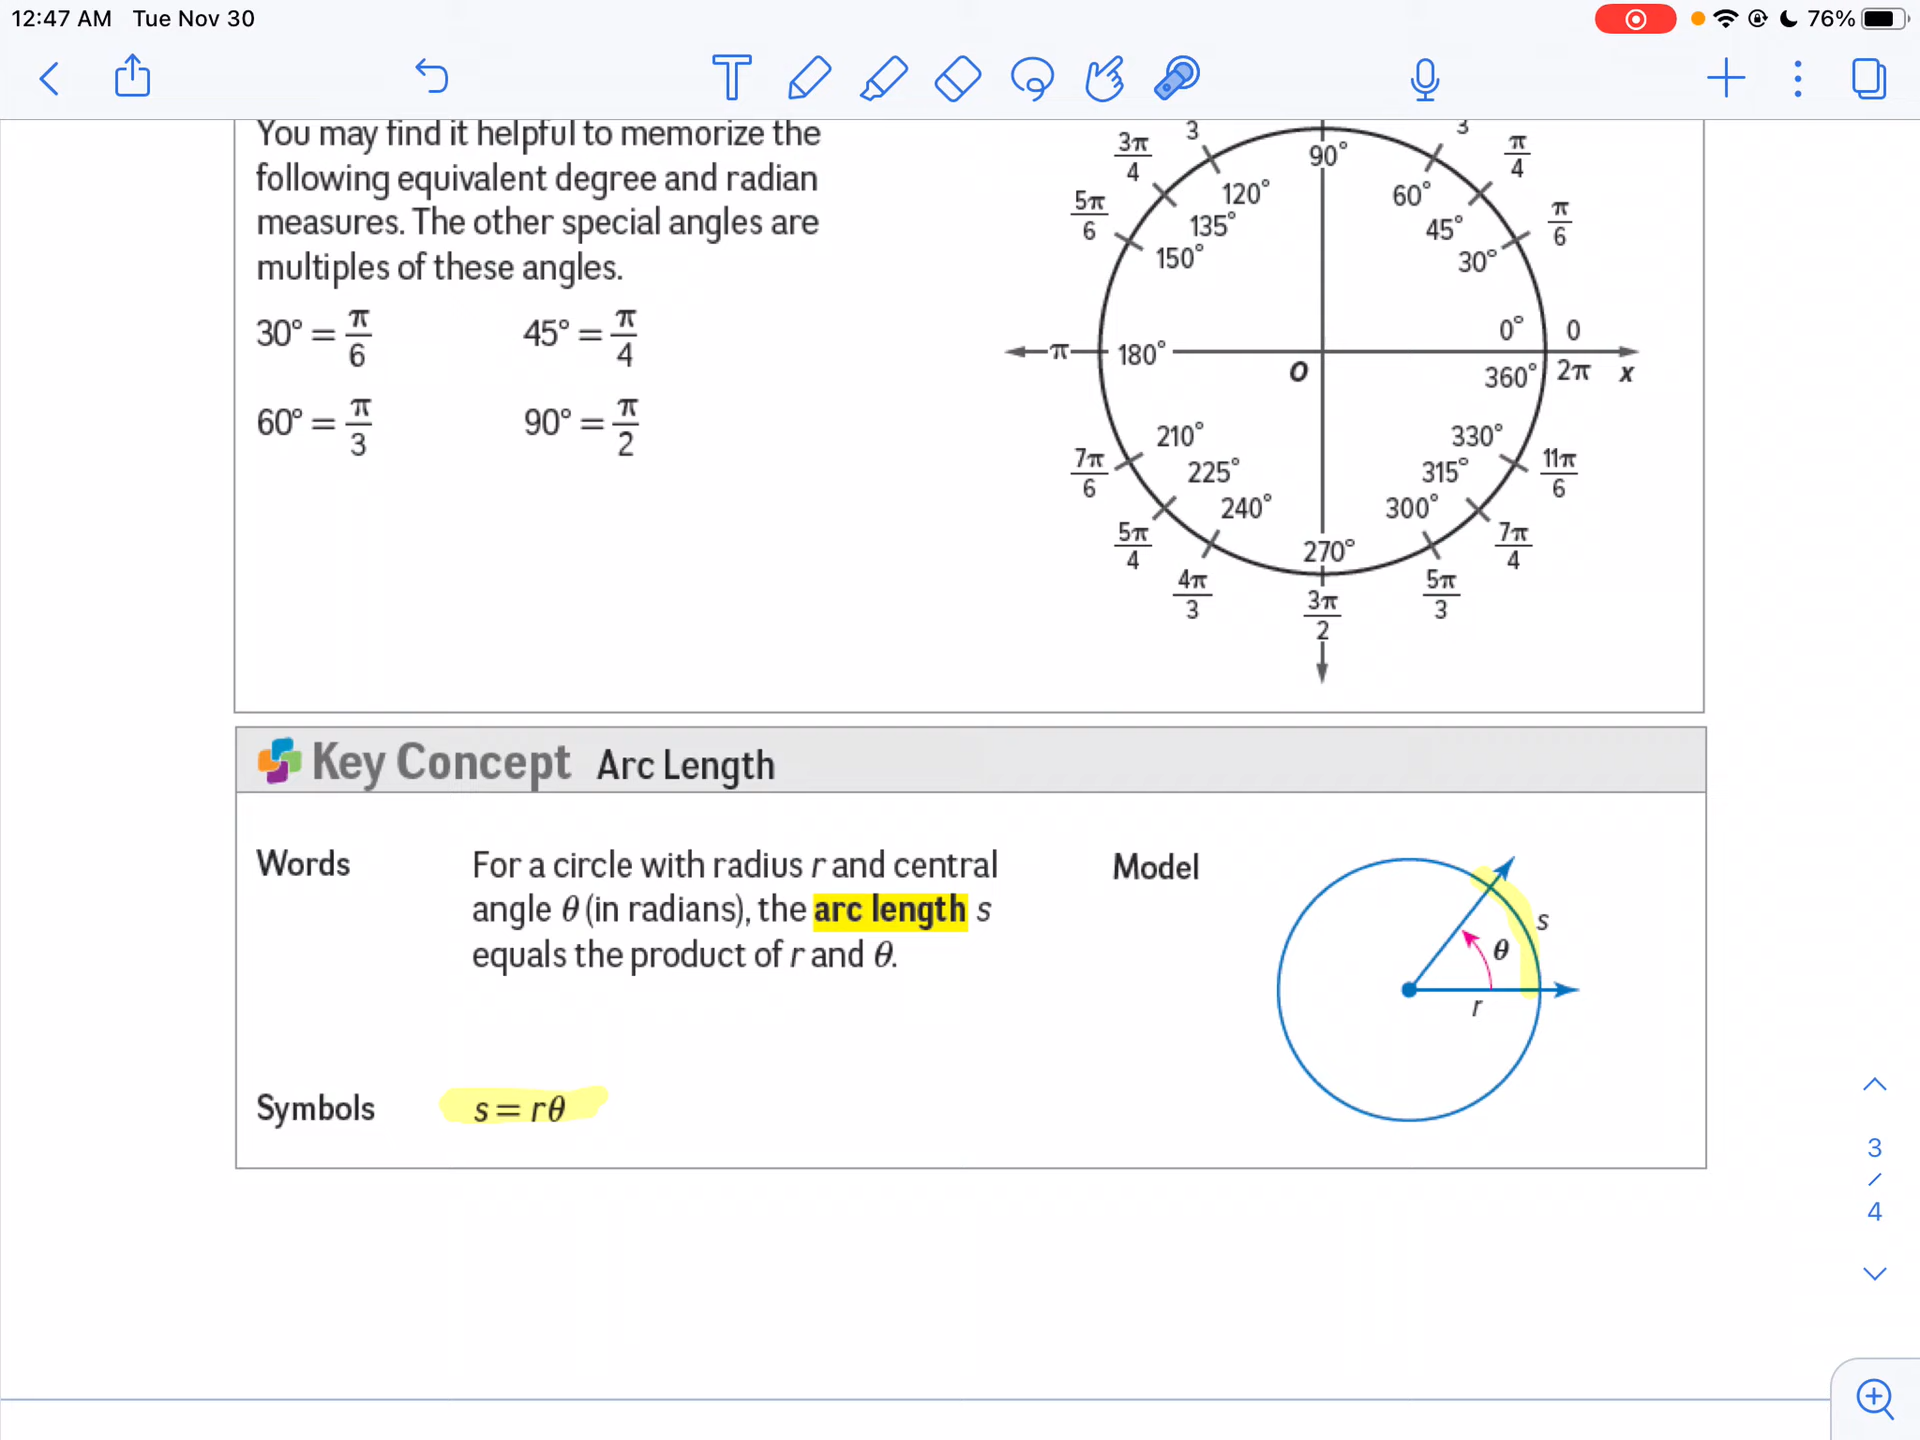 12:47 AM Tue Nov 30
76%
You may find it helpful to memorize the
following equivalent degree and radian
measures. The other special angles are
multiples of these angles.
30° = π/6 45° = π/4
60° = π/3 90° = π/2
3 3
3π/4 90° π/4
120° 60°
5π/6 135° 45° π/6
150° 30°
0° 0
π 180° O 360° 2π x
210° 330°
7π/6 225° 315° 11π/6
240° 300°
5π/4 270° 7π/4
4π/3 3π/2 5π/3
Key Concept Arc Length
Words For a circle with radius r and central
angle θ (in radians), the arc length s
equals the product of r and θ.
Model
s
θ
r
Symbols s = rθ
3
/
4